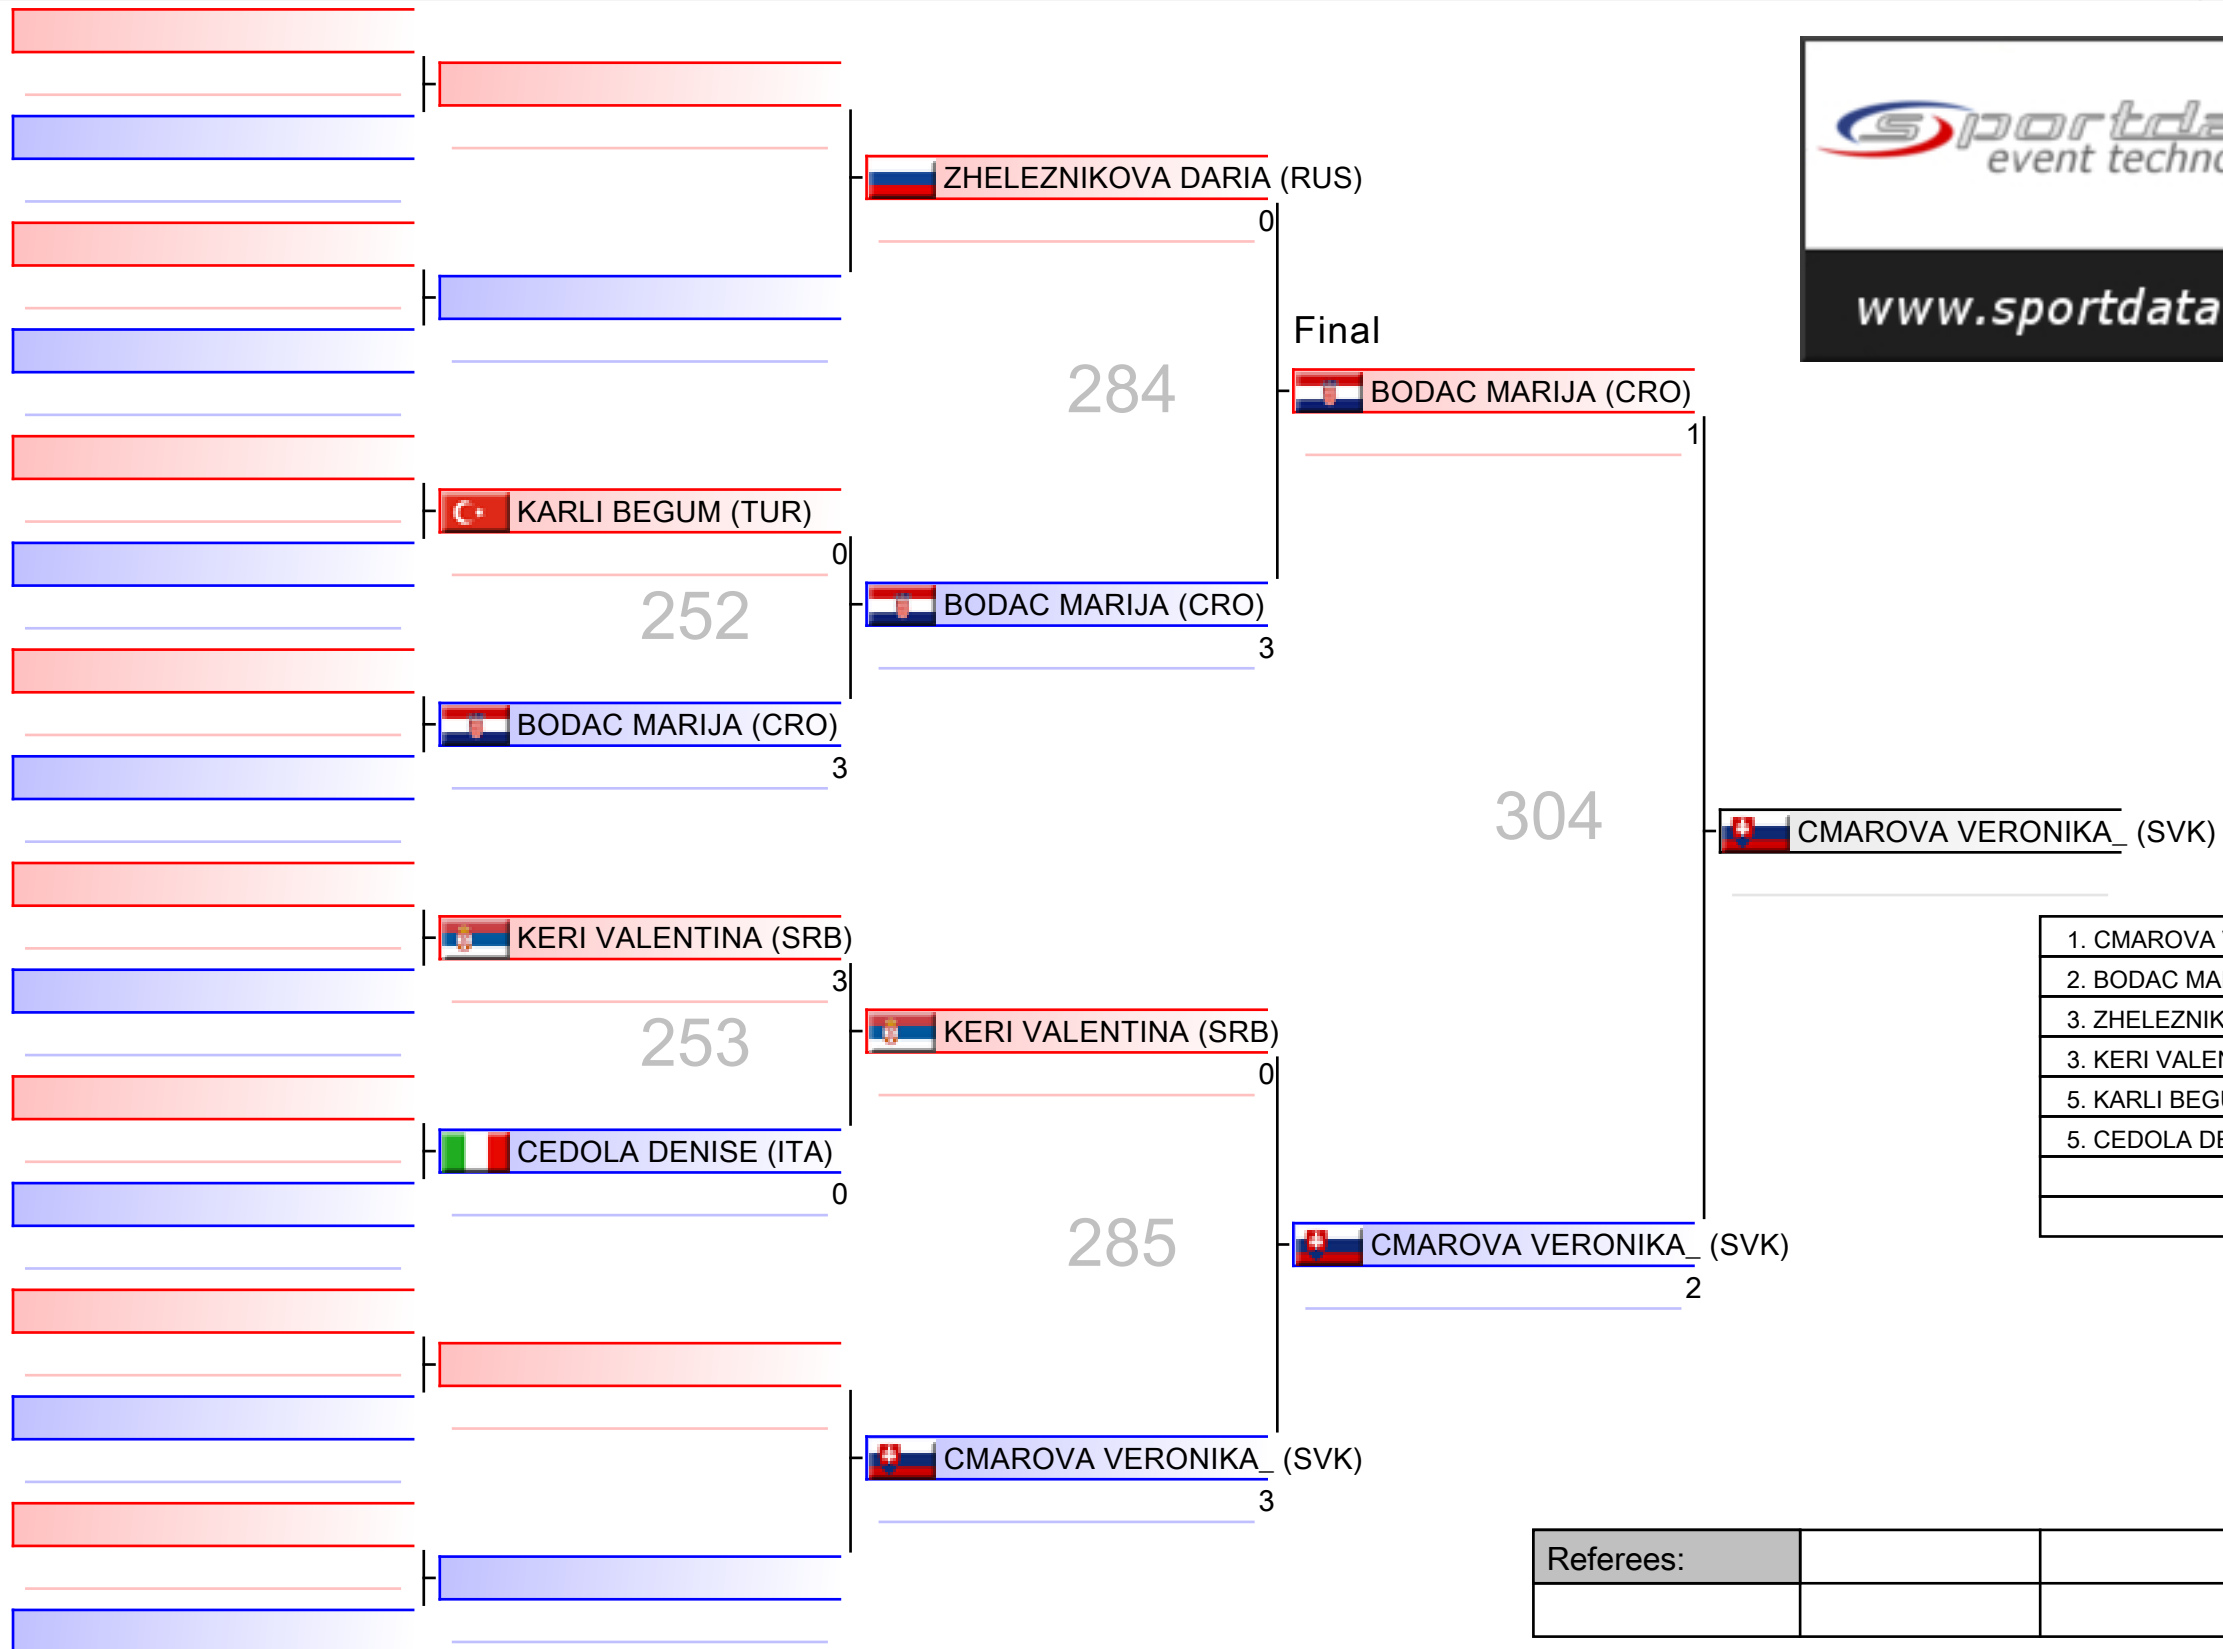 sportda
event techno
www.sportdata
ZHELEZNIKOVA DARIA (RUS)
0
Final
284
BODAC MARIJA (CRO)
1
KARLI BEGUM (TUR)
0
252
BODAC MARIJA (CRO)
3
BODAC MARIJA (CRO)
3
304
CMAROVA VERONIKA_ (SVK)
KERI VALENTINA (SRB)
3
253
KERI VALENTINA (SRB)
0
CEDOLA DENISE (ITA)
0
285
CMAROVA VERONIKA_ (SVK)
2
CMAROVA VERONIKA_ (SVK)
3
1. CMAROVA
2. BODAC MA
3. ZHELEZNIK
3. KERI VALEN
5. KARLI BEGU
5. CEDOLA DE
Referees: